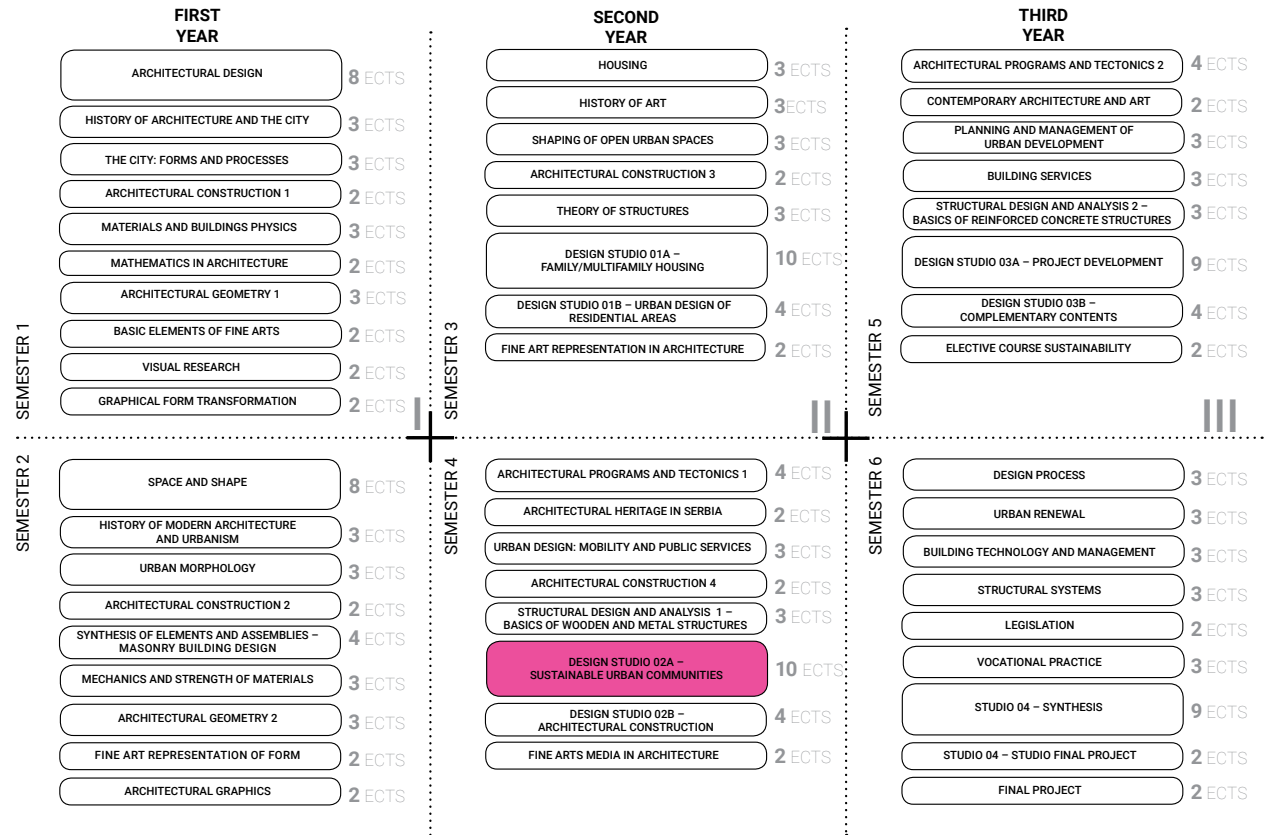 FIRST
YEAR
SEMESTER 1
ARCHITECTURAL DESIGN
8 ECTS
HISTORY OF ARCHITECTURE AND THE CITY
3 ECTS
THE CITY: FORMS AND PROCESSES
3 ECTS
ARCHITECTURAL CONSTRUCTION 1
2 ECTS
MATERIALS AND BUILDINGS PHYSICS
3 ECTS
MATHEMATICS IN ARCHITECTURE
2 ECTS
ARCHITECTURAL GEOMETRY 1
3 ECTS
BASIC ELEMENTS OF FINE ARTS
2 ECTS
VISUAL RESEARCH
2 ECTS
GRAPHICAL FORM TRANSFORMATION
2 ECTS
I
SEMESTER 2
SPACE AND SHAPE
8 ECTS
HISTORY OF MODERN ARCHITECTURE
AND URBANISM
3 ECTS
URBAN MORPHOLOGY
3 ECTS
ARCHITECTURAL CONSTRUCTION 2
2 ECTS
SYNTHESIS OF ELEMENTS AND ASSEMBLIES –
MASONRY BUILDING DESIGN
4 ECTS
MECHANICS AND STRENGTH OF MATERIALS
3 ECTS
ARCHITECTURAL GEOMETRY 2
3 ECTS
FINE ART REPRESENTATION OF FORM
2 ECTS
ARCHITECTURAL GRAPHICS
2 ECTS
SECOND
YEAR
SEMESTER 3
HOUSING
3 ECTS
HISTORY OF ART
3ECTS
SHAPING OF OPEN URBAN SPACES
3 ECTS
ARCHITECTURAL CONSTRUCTION 3
2 ECTS
THEORY OF STRUCTURES
3 ECTS
DESIGN STUDIO 01A –
FAMILY/MULTIFAMILY HOUSING
10 ECTS
DESIGN STUDIO 01B – URBAN DESIGN OF
RESIDENTIAL AREAS
4 ECTS
FINE ART REPRESENTATION IN ARCHITECTURE
2 ECTS
II
SEMESTER 4
ARCHITECTURAL PROGRAMS AND TECTONICS 1
4 ECTS
ARCHITECTURAL HERITAGE IN SERBIA
2 ECTS
URBAN DESIGN: MOBILITY AND PUBLIC SERVICES
3 ECTS
ARCHITECTURAL CONSTRUCTION 4
2 ECTS
STRUCTURAL DESIGN AND ANALYSIS 1 –
BASICS OF WOODEN AND METAL STRUCTURES
3 ECTS
DESIGN STUDIO 02A –
SUSTAINABLE URBAN COMMUNITIES
10 ECTS
DESIGN STUDIO 02B –
ARCHITECTURAL CONSTRUCTION
4 ECTS
FINE ARTS MEDIA IN ARCHITECTURE
2 ECTS
THIRD
YEAR
SEMESTER 5
ARCHITECTURAL PROGRAMS AND TECTONICS 2
4 ECTS
CONTEMPORARY ARCHITECTURE AND ART
2 ECTS
PLANNING AND MANAGEMENT OF
URBAN DEVELOPMENT
3 ECTS
BUILDING SERVICES
3 ECTS
STRUCTURAL DESIGN AND ANALYSIS 2 –
BASICS OF REINFORCED CONCRETE STRUCTURES
3 ECTS
DESIGN STUDIO 03A – PROJECT DEVELOPMENT
9 ECTS
DESIGN STUDIO 03B –
COMPLEMENTARY CONTENTS
4 ECTS
ELECTIVE COURSE SUSTAINABILITY
2 ECTS
III
SEMESTER 6
DESIGN PROCESS
3 ECTS
URBAN RENEWAL
3 ECTS
BUILDING TECHNOLOGY AND MANAGEMENT
3 ECTS
STRUCTURAL SYSTEMS
3 ECTS
LEGISLATION
2 ECTS
VOCATIONAL PRACTICE
3 ECTS
STUDIO 04 – SYNTHESIS
9 ECTS
STUDIO 04 – STUDIO FINAL PROJECT
2 ECTS
FINAL PROJECT
2 ECTS